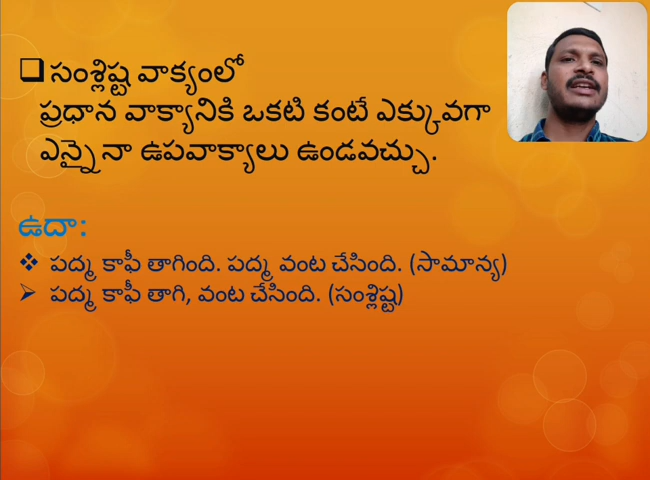 సంశ్లిష్ట వాక్యంలో
ప్రధాన వాక్యానికి ఒకటి కంటే ఎక్కువగా
ఎన్నైనా ఉపవాక్యాలు ఉండవచ్చు.
ఉదా:
పద్మ కాఫీ తాగింది. పద్మ వంట చేసింది. (సామాన్య)
పద్మ కాఫీ తాగి, వంట చేసింది. (సంశ్లిష్ట)